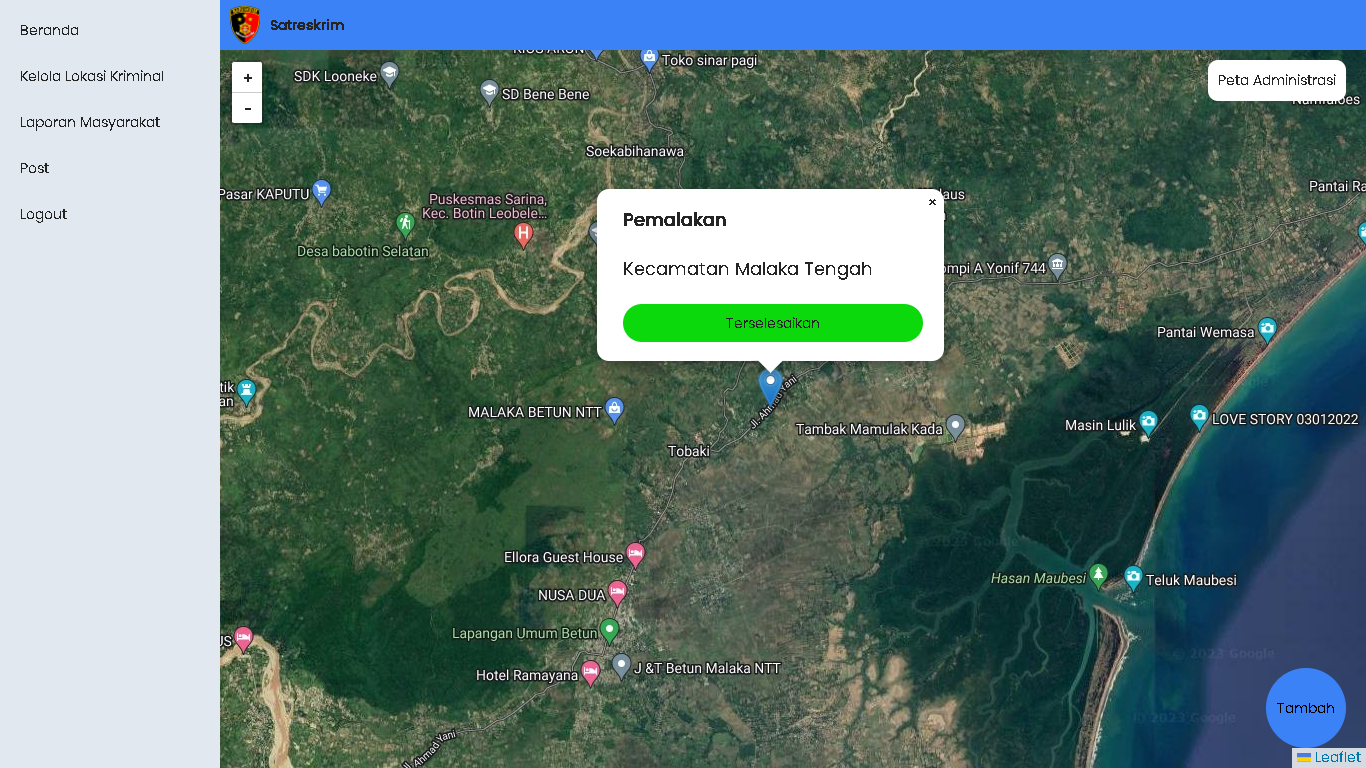 Beranda
Kelola Lokasi Kriminal
Laporan Masyarakat
Post
Logout
Satreskrim
+
-
Toko sinar pagi
SDK Looneke
SD Bene Bene
Peta Administrasi
Soekabihanawa
Pasar KAPUTU
Puskesmas Sarina,
Kec. Botin Leobele...
Desa babotin Selatan
×
Pemalakan
Kecamatan Malaka Tengah
Terselesaikan
ompi A Yonif 744
Pantai Ra
Pantai Wemasa
Jl. Ahmad Yani
tik
an
MALAKA BETUN NTT
Tambak Mamulak Kada
Masin Lulik
LOVE STORY 03012022
Tobaki
Ellora Guest House
NUSA DUA
Hasan Maubesi
Teluk Maubesi
Lapangan Umum Betun
US
Hotel Ramayana
J &T Betun Malaka NTT
© 2023 Google
Tambah
© 2023 Google
Jl. Ahmad Yani
Leaflet